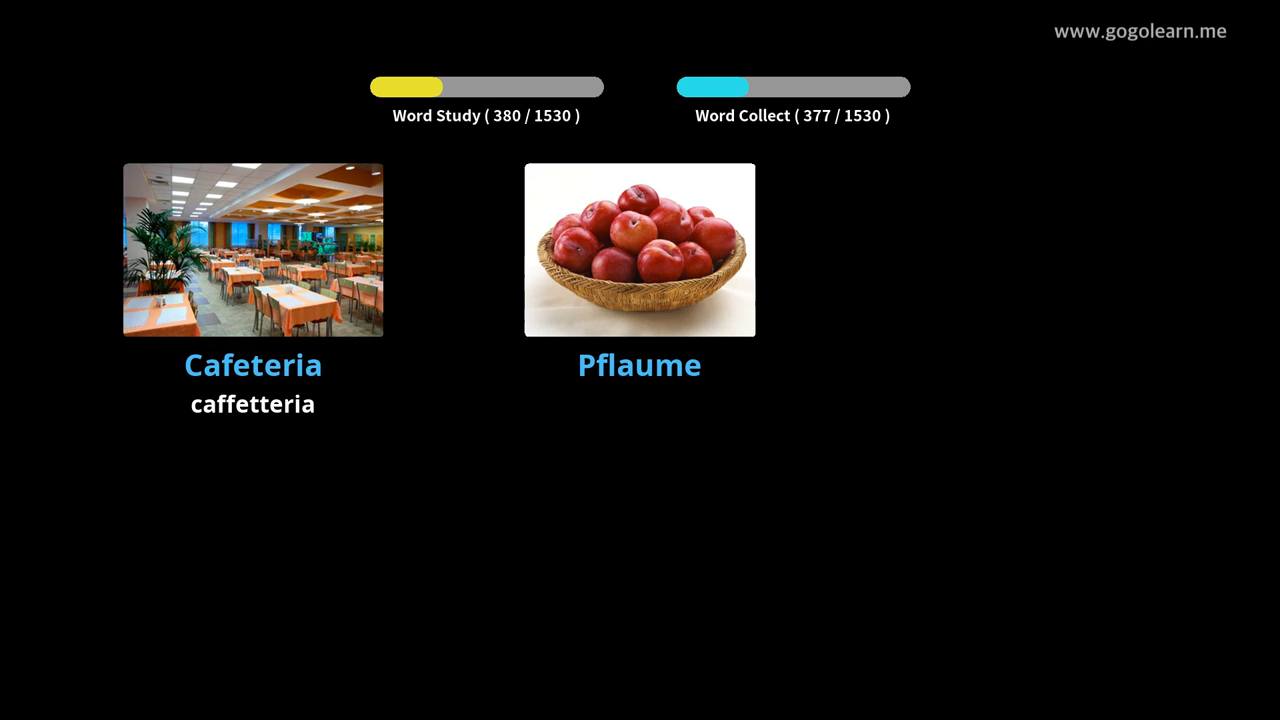 www.gogolearn.me
Word Study ( 380 / 1530 )
Word Collect ( 377 / 1530 )
Cafeteria
caffetteria
Pflaume